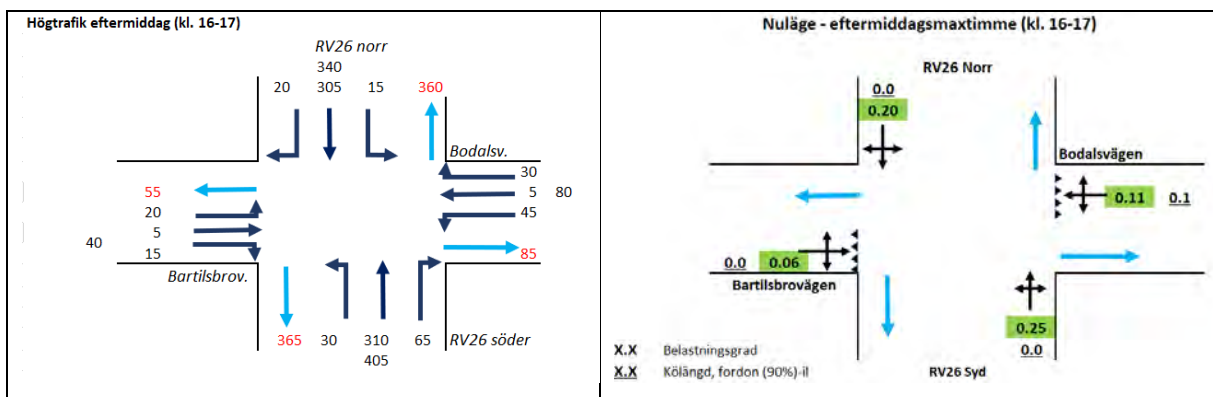 Högtrafik eftermiddag (kl. 16-17)
RV26 norr
340
20 305 15 360
Bodalsv.
30
55 5 80
20 45
5
40
15 85
Bartilsbrov.
365 30 310 65 RV26 söder
405
Nuläge - eftermiddagsmaxtimme (kl. 16-17)
RV26 Norr
0.0
0.20
Bodalsvägen
0.11 0.1
0.0 0.06
Bartilsbrovägen
0.25
0.0
X.X Belastningsgrad
X.X Kölängd, fordon (90%)-il
RV26 Syd